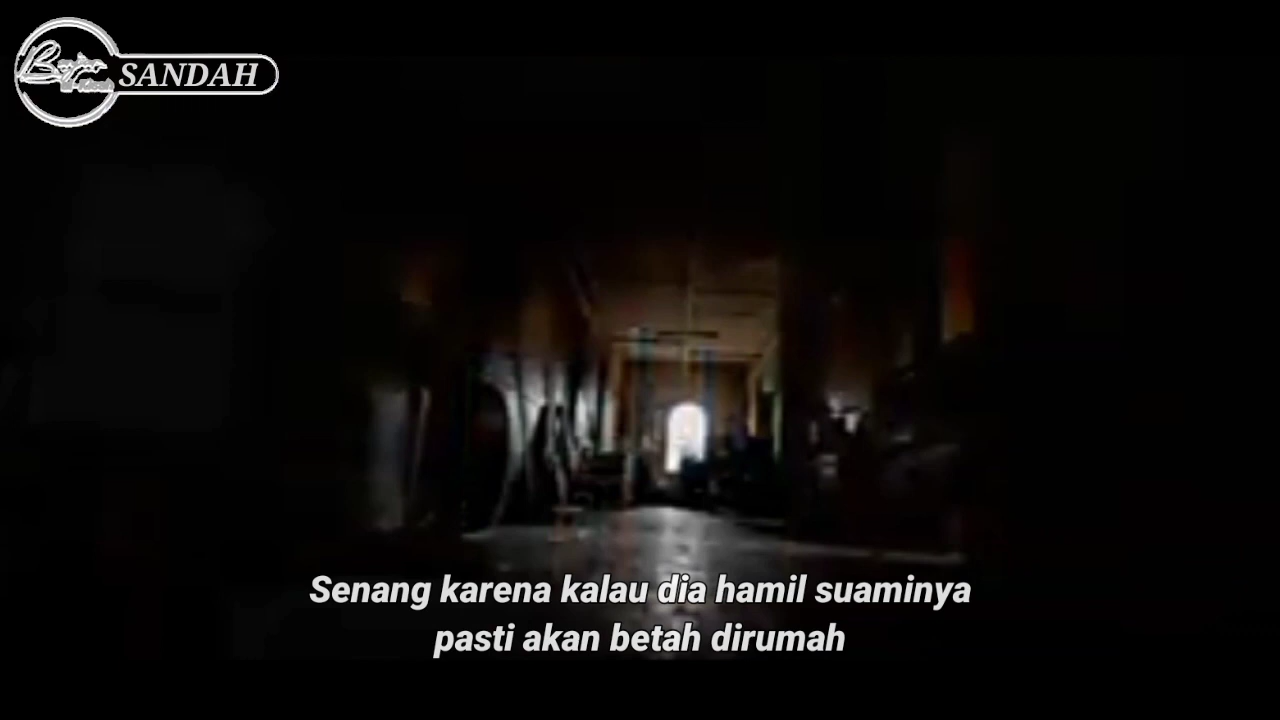 SANDAH
Senang karena kalau dia hamil suaminya
pasti akan betah dirumah